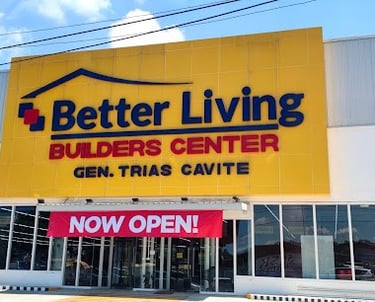 Better Living
BUILDERS CENTER
GEN. TRIAS CAVITE
NOW OPEN!